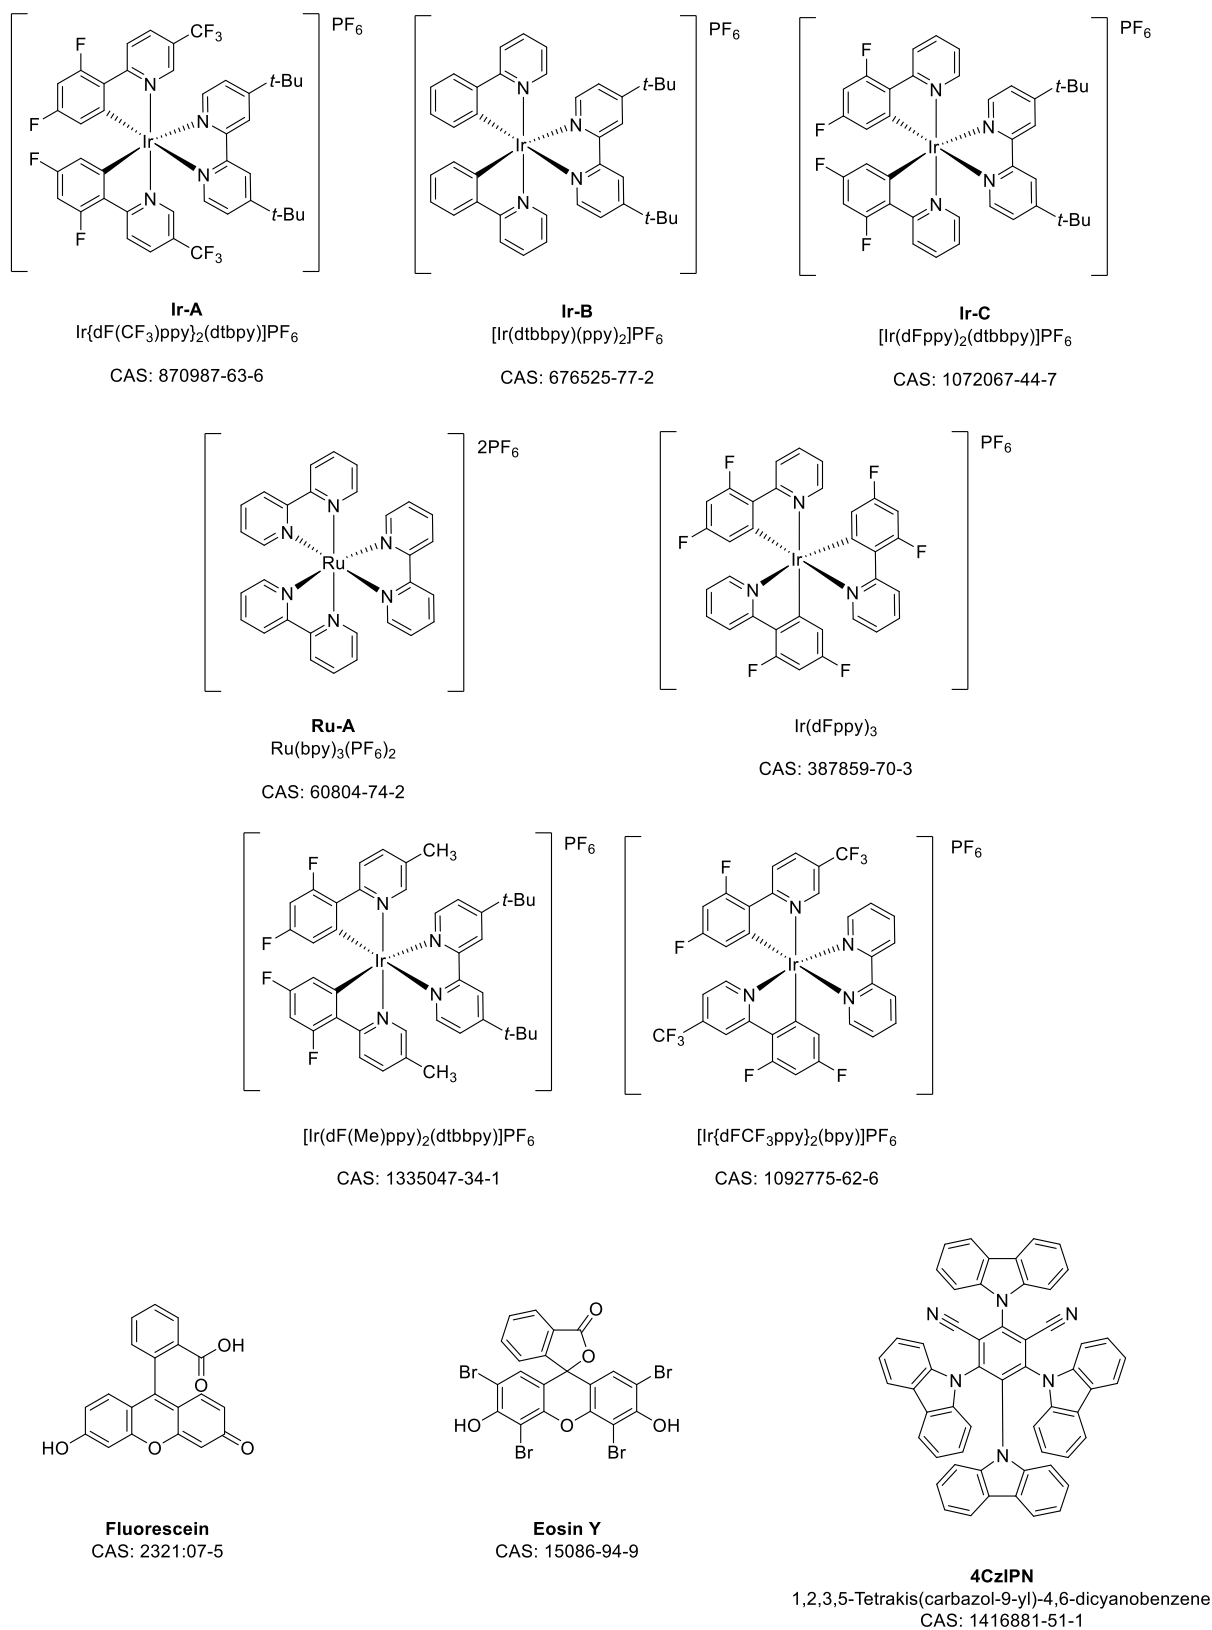 PF6
F
CF3
N
t-Bu
F
Ir
N
F
N
N
t-Bu
F
CF3
Ir-A
Ir{dF(CF3)ppy}2(dtbpy)]PF6
CAS: 870987-63-6
PF6
N
t-Bu
N
Ir
N
N
t-Bu
Ir-B
[Ir(dtbbpy)(ppy)2]PF6
CAS: 676525-77-2
PF6
F
N
t-Bu
F
N
Ir
F
N
N
t-Bu
F
Ir-C
[Ir(dFppy)2(dtbbpy)]PF6
CAS: 1072067-44-7
2PF6
N
N
N
Ru
N
N
N
Ru-A
Ru(bpy)3(PF6)2
CAS: 60804-74-2
PF6
F
F
N
F
F
Ir
N
N
F
F
Ir(dFppy)3
CAS: 387859-70-3
PF6
CH3
F
N
t-Bu
F
N
Ir
F
N
N
t-Bu
F
CH3
[Ir(dF(Me)ppy)2(dtbbpy)]PF6
CAS: 1335047-34-1
PF6
CF3
F
N
F
N
Ir
N
N
CF3
F
F
[Ir{dFCF3ppy}2(bpy)]PF6
CAS: 1092775-62-6
OH
O
HO
O
O
Fluorescein
CAS: 2321:07-5
O
O
Br
Br
HO
O
OH
Br
Br
Eosin Y
CAS: 15086-94-9
N
N
N
N
N
N
4CzIPN
1,2,3,5-Tetrakis(carbazol-9-yl)-4,6-dicyanobenzene
CAS: 1416881-51-1